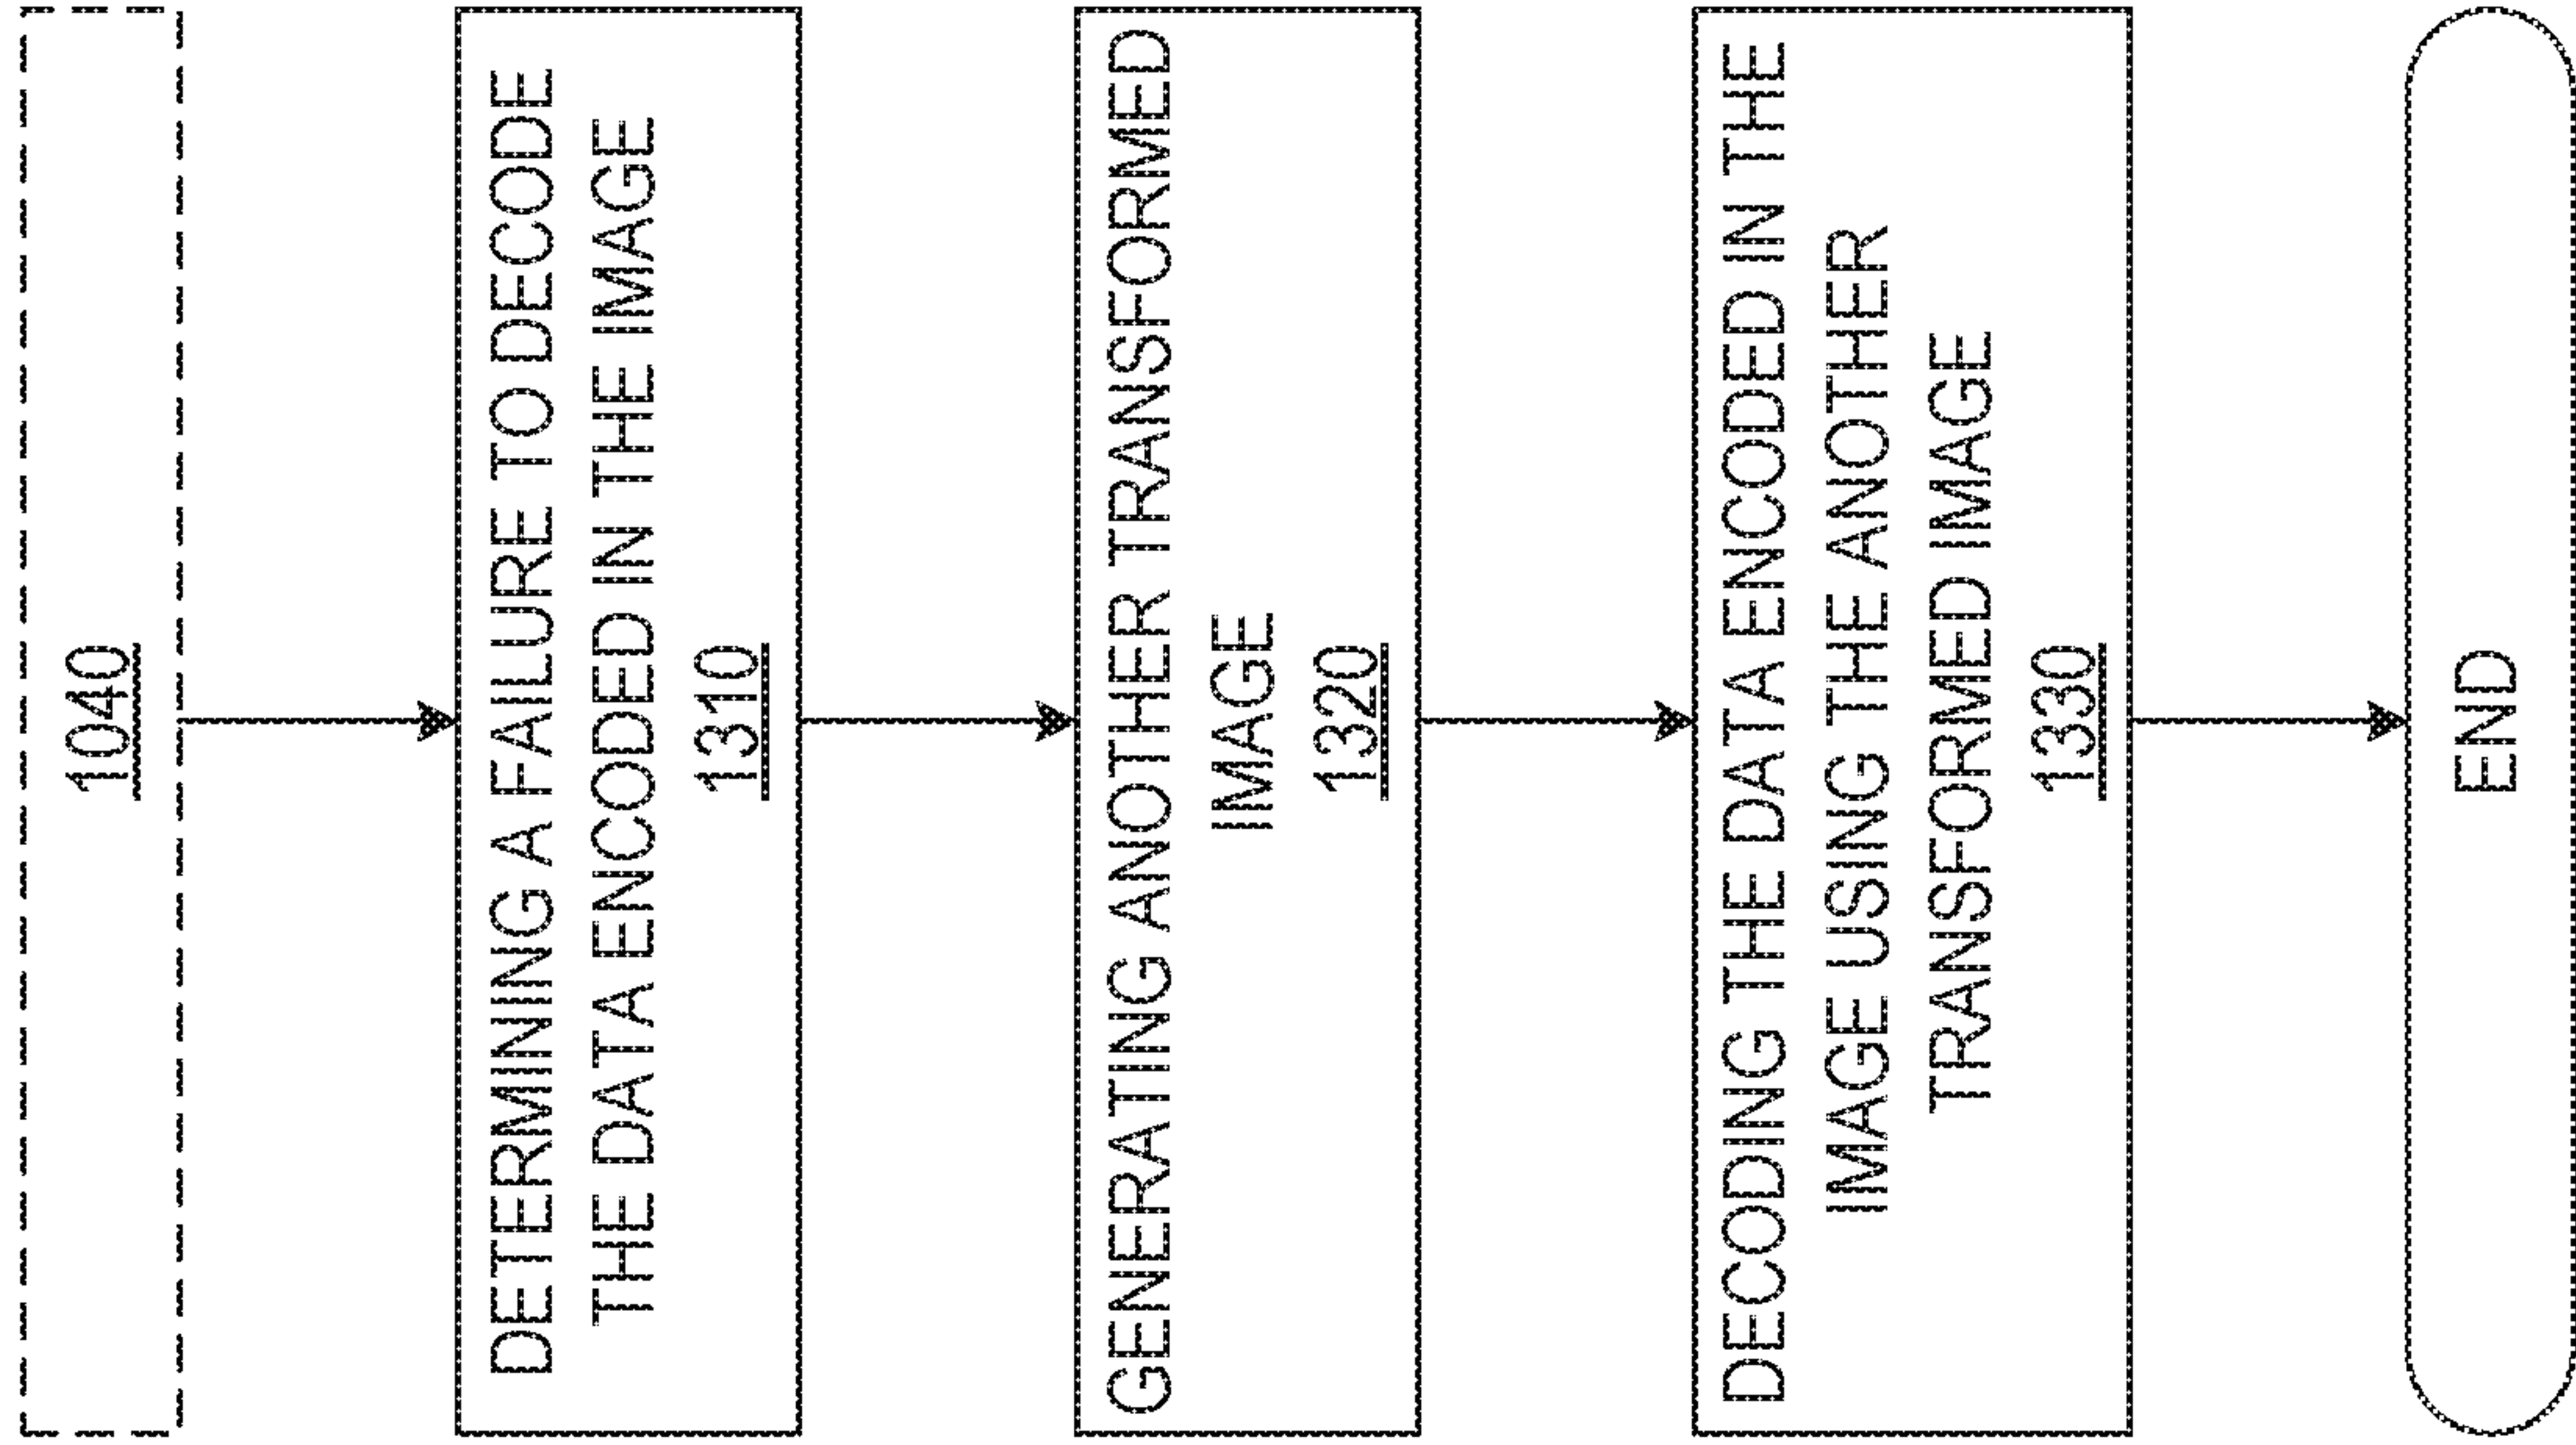 1040
DETERMINING A FAILURE TO DECODE
THE DATA ENCODED IN THE IMAGE
1310
GENERATING ANOTHER TRANSFORMED
IMAGE
1320
DECODING THE DATA ENCODED IN THE
IMAGE USING THE ANOTHER
TRANSFORMED IMAGE
1330
END